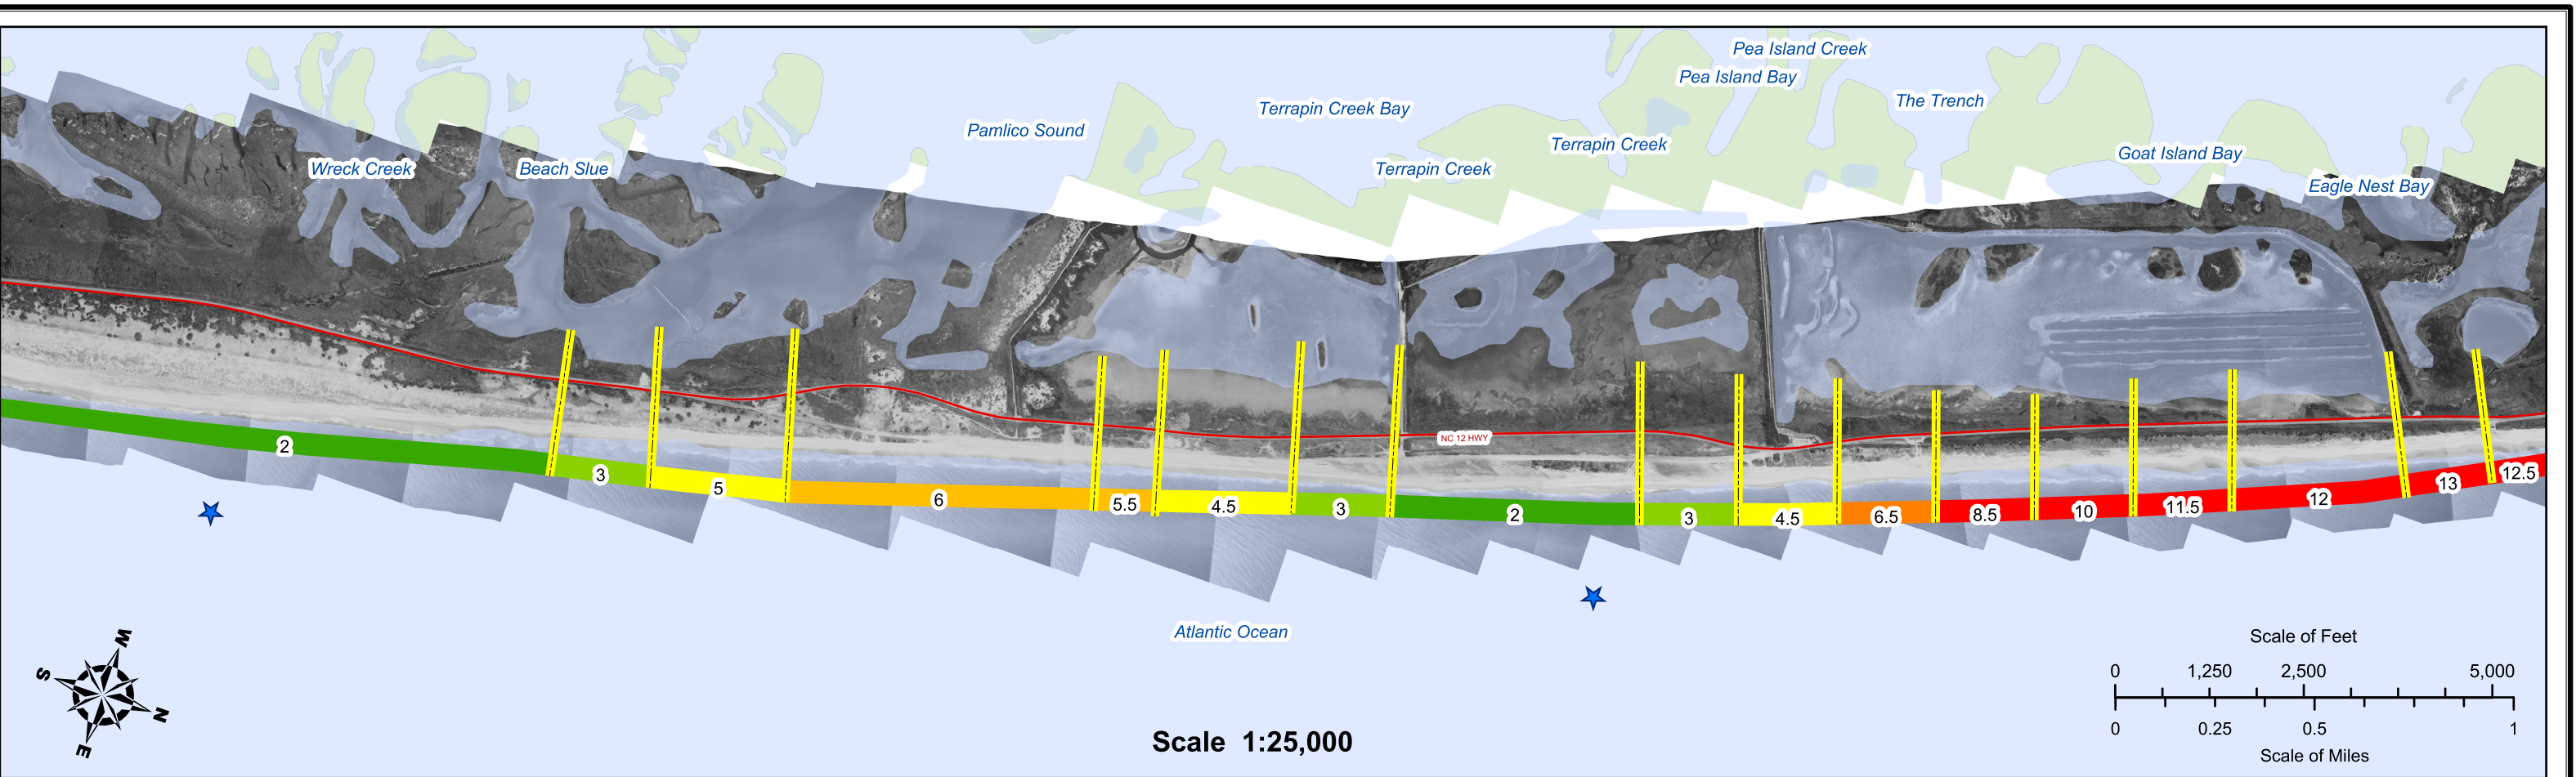 Pea Island Creek
Pea Island Bay
The Trench
Terrapin Creek Bay
Pamlico Sound
Terrapin Creek
Goat Island Bay
Wreck Creek
Beach Slue
Terrapin Creek
Eagle Nest Bay
NC 12 HWY
2
3
5
6
5.5
4.5
3
2
3
4.5
6.5
8.5
10
11.5
12
13
12.5
Atlantic Ocean
W
S
N
E
Scale of Feet
0 1,250 2,500 5,000
0 0.25 0.5 1
Scale of Miles
Scale 1:25,000